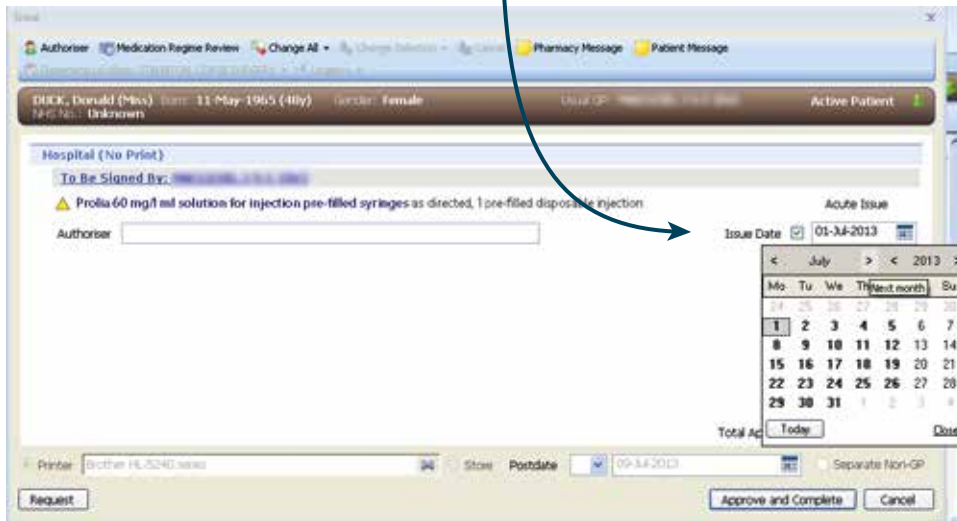 Authoriser Medication Regime Review Change All Pharmacy Message Patient Message
DUCK, Donald (Miss) Born 11-May-1965 (48y) Gender Female Usual GP Active Patient
NHS No.: Unknown
Hospital (No Print)
To Be Signed By:
Prolia 60 mg/1 ml solution for injection pre-filled syringes as directed, 1 pre-filled disposable injection
Acute Issue
Authoriser
Issue Date 01-Jul-2013
< July > < 2013 >
Mo Tu We Th Next month Su
24 25 26 27 28 29 30
1 2 3 4 5 6 7
8 9 10 11 12 13 14
15 16 17 18 19 20 21
22 23 24 25 26 27 28
29 30 31 1 2 3 4
Today Close
Total
Printer Brother HL-5240 series Store Postdate 09-Jul-2013 Separate Non-GP
Request Approve and Complete Cancel